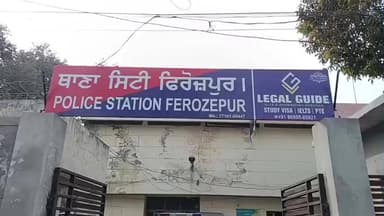 ਥਾਣਾ ਸਿਟੀ ਫਿਰੋਜ਼ਪੁਰ।
POLICE STATION FEROZEPUR
LEGAL GUIDE
STUDY VISA | IELTS | PTE